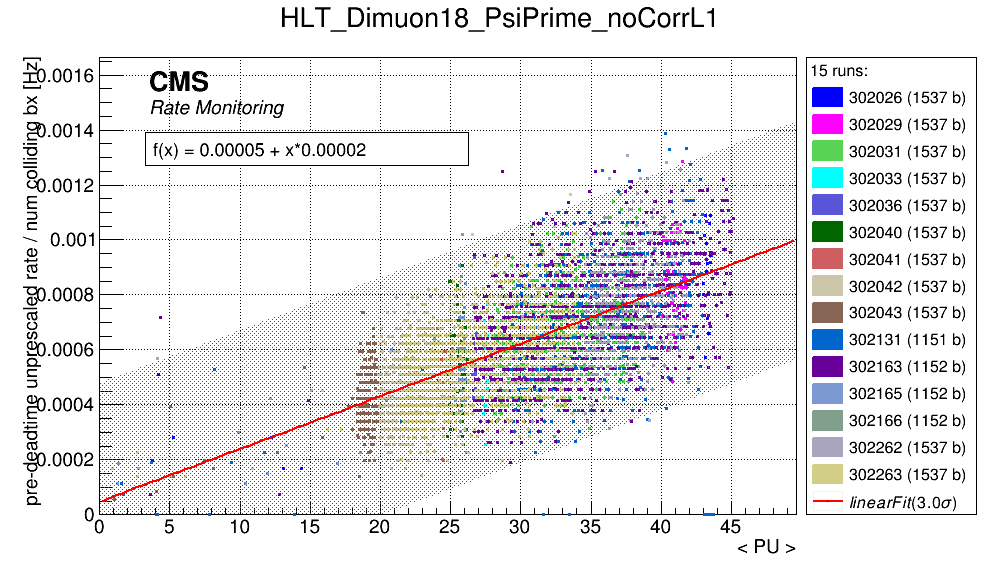 HLT_Dimuon18_PsiPrime_noCorrL1
pre-deadtime unprescaled rate / num colliding bx [Hz]
0.0016
0.0014
0.0012
0.001
0.0008
0.0006
0.0004
0.0002
0
CMS
Rate Monitoring
f(x) = 0.00005 + x*0.00002
0 5 10 15 20 25 30 35 40 45
< PU >
15 runs:
302026 (1537 b)
302029 (1537 b)
302031 (1537 b)
302033 (1537 b)
302036 (1537 b)
302040 (1537 b)
302041 (1537 b)
302042 (1537 b)
302043 (1537 b)
302131 (1151 b)
302163 (1152 b)
302165 (1152 b)
302166 (1152 b)
302262 (1537 b)
302263 (1537 b)
linearFit(3.0σ)